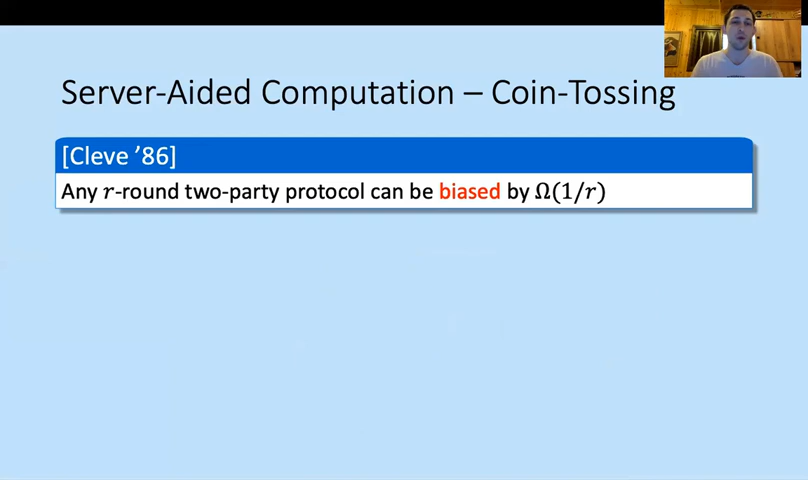 Server-Aided Computation – Coin-Tossing
[Cleve ’86]
Any r-round two-party protocol can be biased by Ω(1/r)